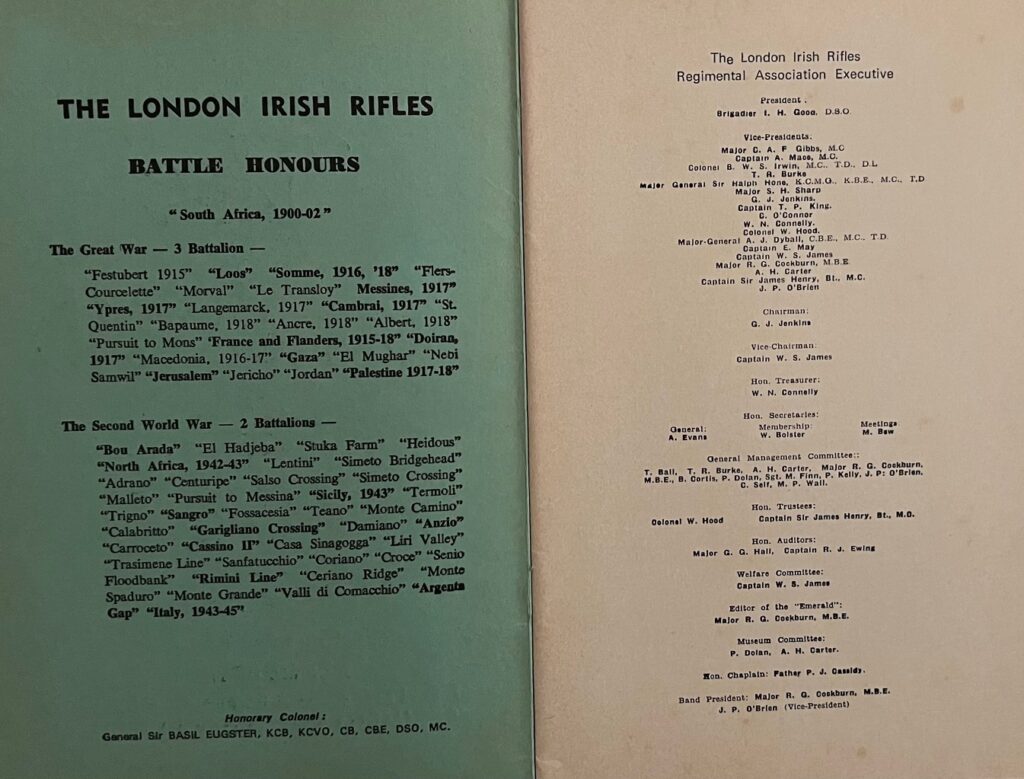 THE LONDON IRISH RIFLES
BATTLE HONOURS
"South Africa, 1900-02"
The Great War — 3 Battalion —
"Festubert 1915" "Loos" "Somme, 1916, '18" "Flers-
Courcelette" "Morval" "Le Transloy" Messines, 1917"
"Ypres, 1917" "Langemarck, 1917" "Cambrai, 1917" "St.
Quentin" "Bapaume, 1918" "Ancre, 1918" "Albert, 1918"
"Pursuit to Mons" 'France and Flanders, 1915-18" "Doiran,
1917" "Macedonia, 1916-17" "Gaza" "El Mughar" "Nebi
Samwil" "Jerusalem" "Jericho" "Jordan" "Palestine 1917-18"
The Second World War — 2 Battalions —
"Bou Arada" "El Hadjeba" "Stuka Farm" "Heidous"
"North Africa, 1942-43" "Lentini" "Simeto Bridgehead"
"Adrano" "Centuripe" "Salso Crossing" "Simeto Crossing"
"Malleto" "Pursuit to Messina" "Sicily, 1943" "Termoli"
"Trigno" "Sangro" "Fossacesia" "Teano" "Monte Camino"
"Calabritto" "Garigliano Crossing" "Damiano" "Anzio"
"Carroceto" "Cassino II" "Casa Sinagogga" "Liri Valley"
"Trasimene Line" "Sanfatucchio" "Coriano" "Croce" "Senio
Floodbank" "Rimini Line" "Ceriano Ridge" "Monte
Spaduro" "Monte Grande" "Valli di Comacchio" "Argenta
Gap" "Italy, 1943-45"
Honorary Colonel:
General Sir BASIL EUGSTER, KCB, KCVO, CB, CBE, DSO, MC.
The London Irish Rifles
Regimental Association Executive
President.
Brigadier I. H. Good. D.S.O.
Vice-Presidents:
Major C. A. F Gibbs, M.C
Captain A. Mace, M.C.
Colonel B. W. S. Irwin, M.C., T.D., D.L
T. R. Burke
Major General Sir Ralph Hone, K.C.M.G., K.B.E., M.C., T.D
Major S. H. Sharp
G. J. Jenkins.
Captain T. P. King.
C. O'Connor
W. N. Connelly.
Colonel W. Hood.
Major-General A. J. Dyball, C.B.E., M.C., T.D.
Captain E. May
Captain W. S. James
Major R. G. Cockburn, M.B.E
A. H. Carter
Captain Sir James Henry, Bt., M.C.
J. P. O'Brien
Chairman:
G. J. Jenkins
Vice-Chairman:
Captain W. S. James
Hon. Treasurer:
W. N. Connelly
Hon. Secretaries:
General: Membership: Meetings
A. Evans W. Bolster M. Baw
General Management Committee::
T. Ball, T. R. Burke, A. H. Carter, Major R. G. Cockburn,
M.B.E., B. Cortis, P. Dolan, Sgt. M. Finn, P. Kelly, J. P: O'Brien.
C. Self, M. P. Wall.
Hon. Trustees:
Colonel W. Hood Captain Sir James Henry, Bt., M.C.
Hon. Auditors:
Major G. G. Hall, Captain R. J. Ewing
Welfare Committee:
Captain W. S. James
Editor of the "Emerald":
Major R. G. Cockburn, M.B.E.
Museum Committee:
P. Dolan, A. H. Carter.
Hon. Chaplain: Father P. J. Cassidy.
Band President: Major R. G. Cockburn, M.B.E.
J. P. O'Brien (Vice-President)